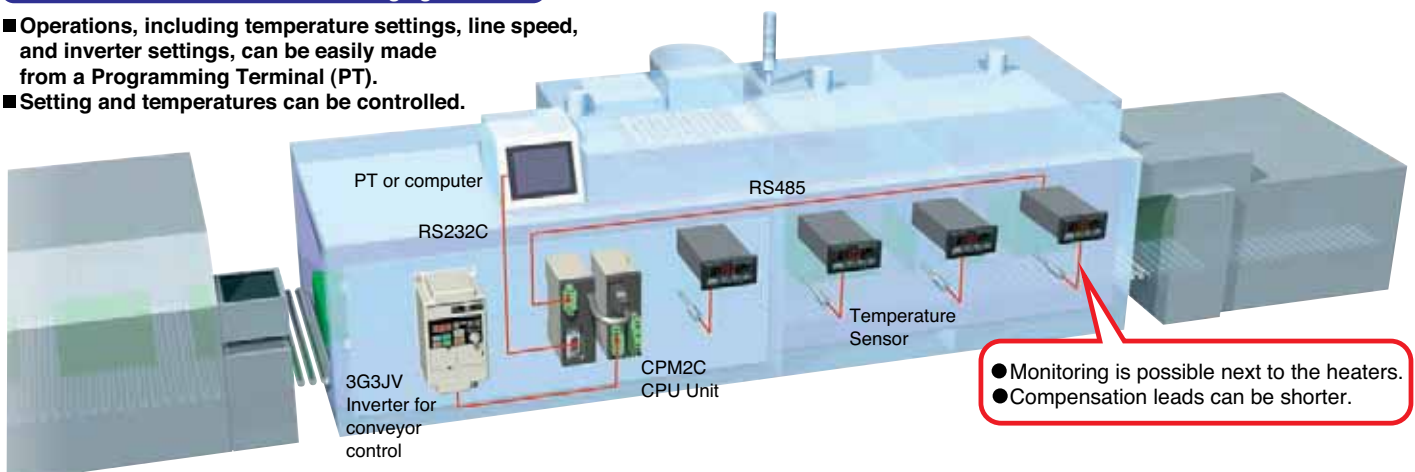 ■Operations, including temperature settings, line speed,
and inverter settings, can be easily made
from a Programming Terminal (PT).
■Setting and temperatures can be controlled.
PT or computer
RS485
RS232C
Temperature
Sensor
CPM2C
CPU Unit
3G3JV
Inverter for
conveyor
control
●Monitoring is possible next to the heaters.
●Compensation leads can be shorter.